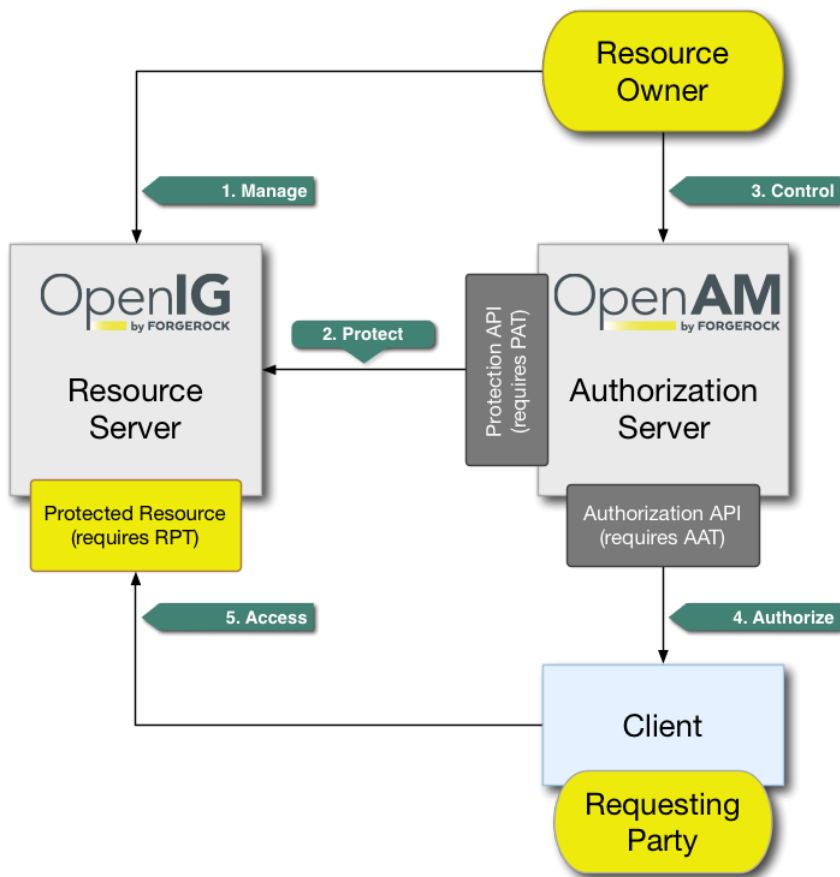 Resource
Owner
1. Manage
3. Control
OpenIG
by FORGEROCK
Resource
Server
2. Protect
Protection API
(requires PAT)
OpenAM
by FORGEROCK
Authorization
Server
Protected Resource
(requires RPT)
Authorization API
(requires AAT)
5. Access
4. Authorize
Client
Requesting
Party